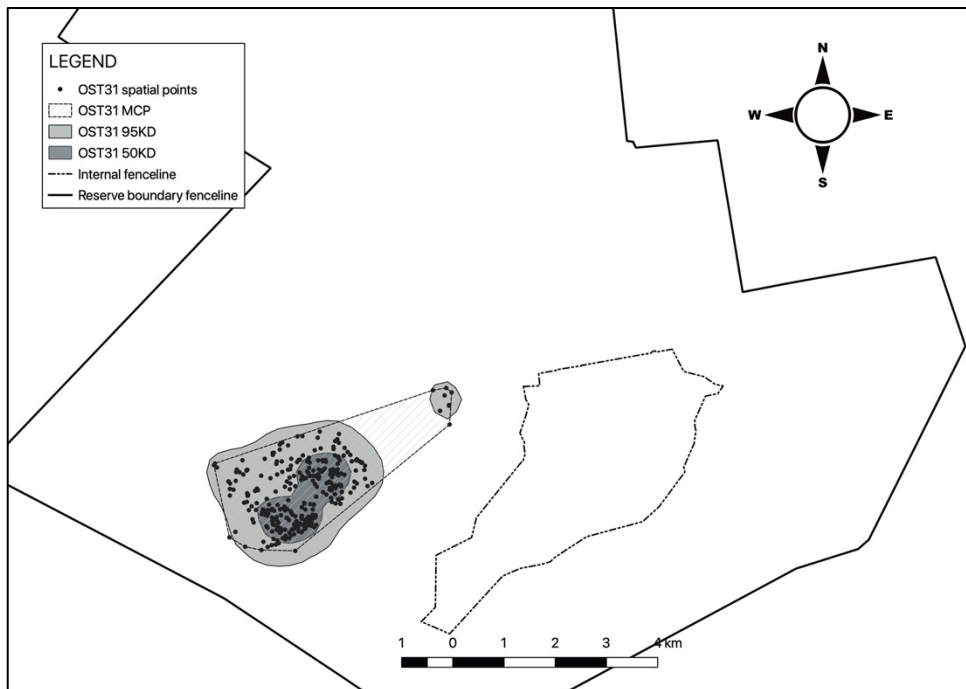 LEGEND
OST31 spatial points
OST31 MCP
OST31 95KD
OST31 50KD
Internal fenceline
Reserve boundary fenceline
N
W E
S
1 0 1 2 3 4 km